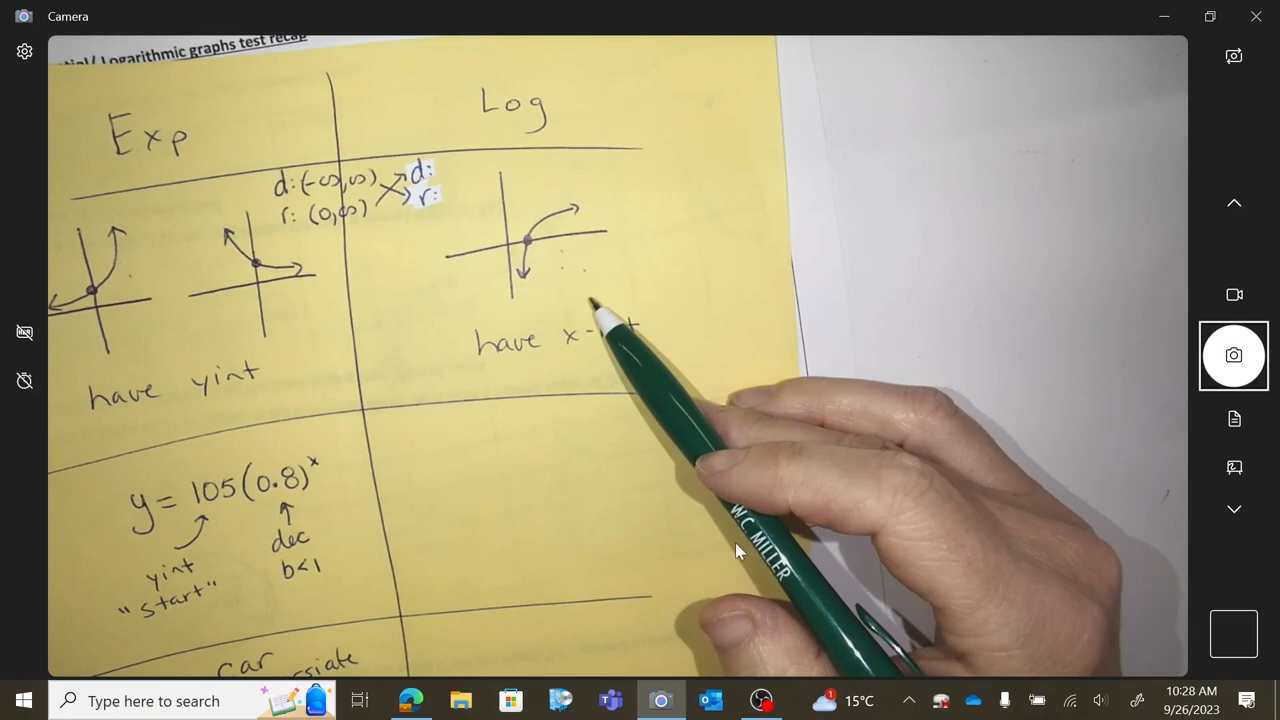 Camera
Logarithmic graphs test recap
Exp
Log
d: (-∞, ∞)
r: (0, ∞)
d:
r:
have yint
have x-
y = 105(0.8)^x
yint
"start"
dec
b<1
car
W.C. MILLER
Type here to search
1
15°C
10:28 AM
9/26/2023